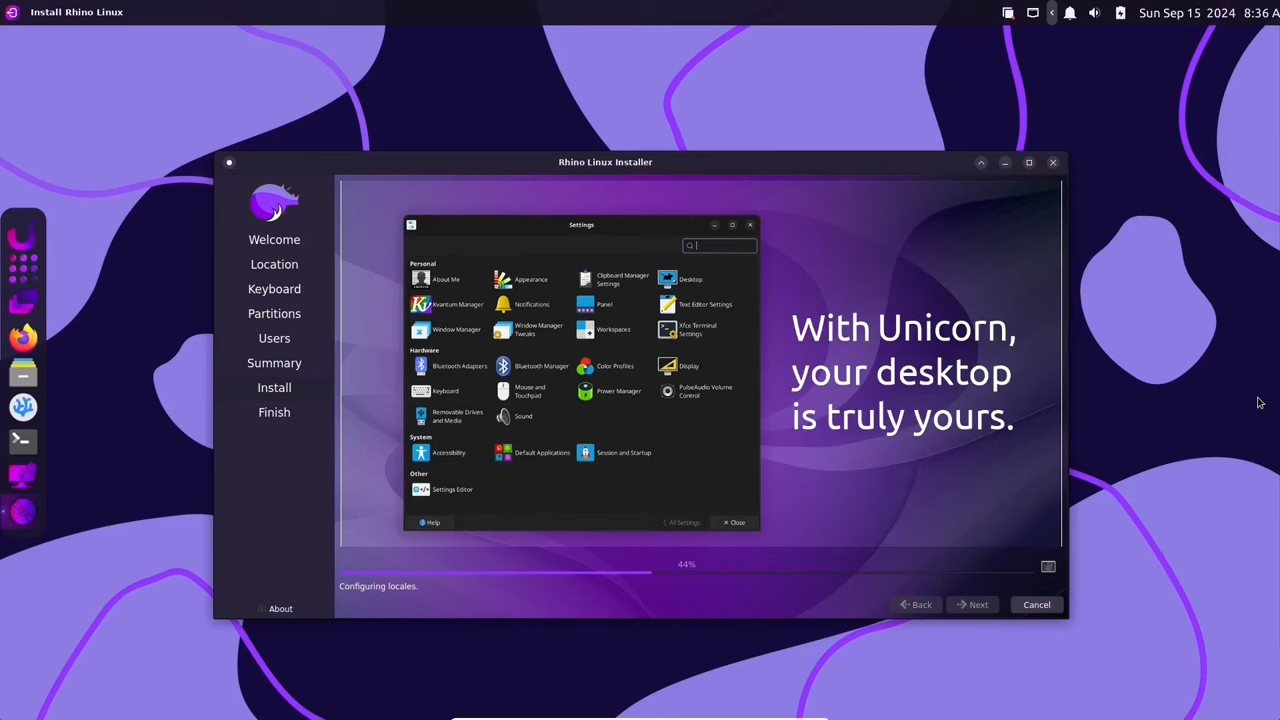 Install Rhino Linux
Sun Sep 15 2024 8:36 A
Rhino Linux Installer
Welcome
Location
Keyboard
Partitions
Users
Summary
Install
Finish
About
Settings
Personal
About Me
Appearance
Clipboard Manager
Settings
Desktop
Kvantum Manager
Notifications
Panel
Text Editor Settings
Window Manager
Window Manager
Tweaks
Workspaces
Xfce Terminal
Settings
Hardware
Bluetooth Adapters
Bluetooth Manager
Color Profiles
Display
Keyboard
Mouse and
Touchpad
Power Manager
PulseAudio Volume
Control
Removable Drives
and Media
Sound
System
Accessibility
Default Applications
Session and Startup
Other
Settings Editor
Help
All Settings
Close
With Unicorn,
your desktop
is truly yours.
44%
Configuring locales.
Back
Next
Cancel